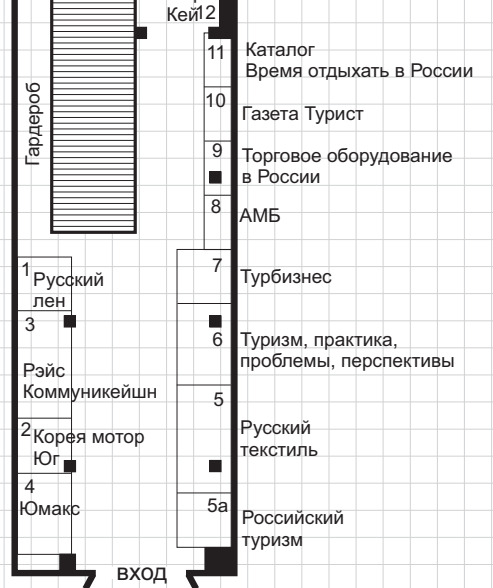 Кей
12
11
Каталог
Время отдыхать в России
10
Газета Турист
Гардероб
9
Торговое оборудование
в России
8
АМБ
7
Турбизнес
1
Русский
лен
3
Рэйс
Коммуникейшн
6
Туризм, практика,
проблемы, перспективы
5
Русский
текстиль
2
Корея мотор
Юг
4
Юмакс
5а
Российский
туризм
вход